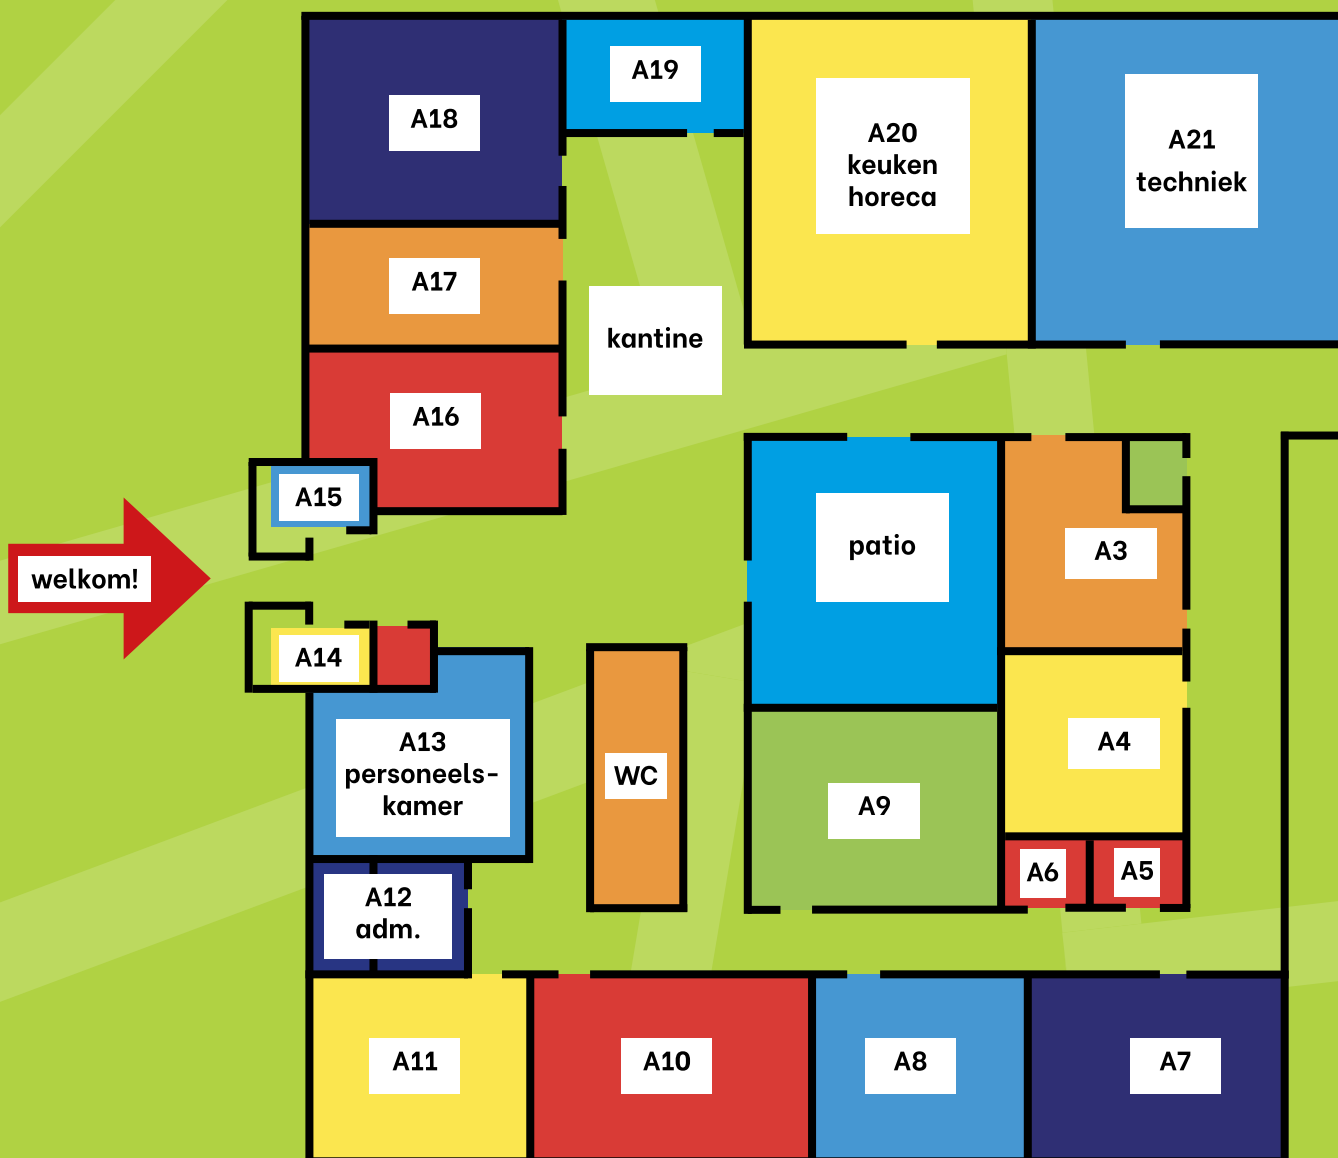 A18
A19
A20
keuken
horeca
A21
techniek
A17
kantine
A16
A15
welkom!
patio
A3
A14
A13
personeels-
kamer
WC
A4
A9
A6
A5
A12
adm.
A11
A10
A8
A7